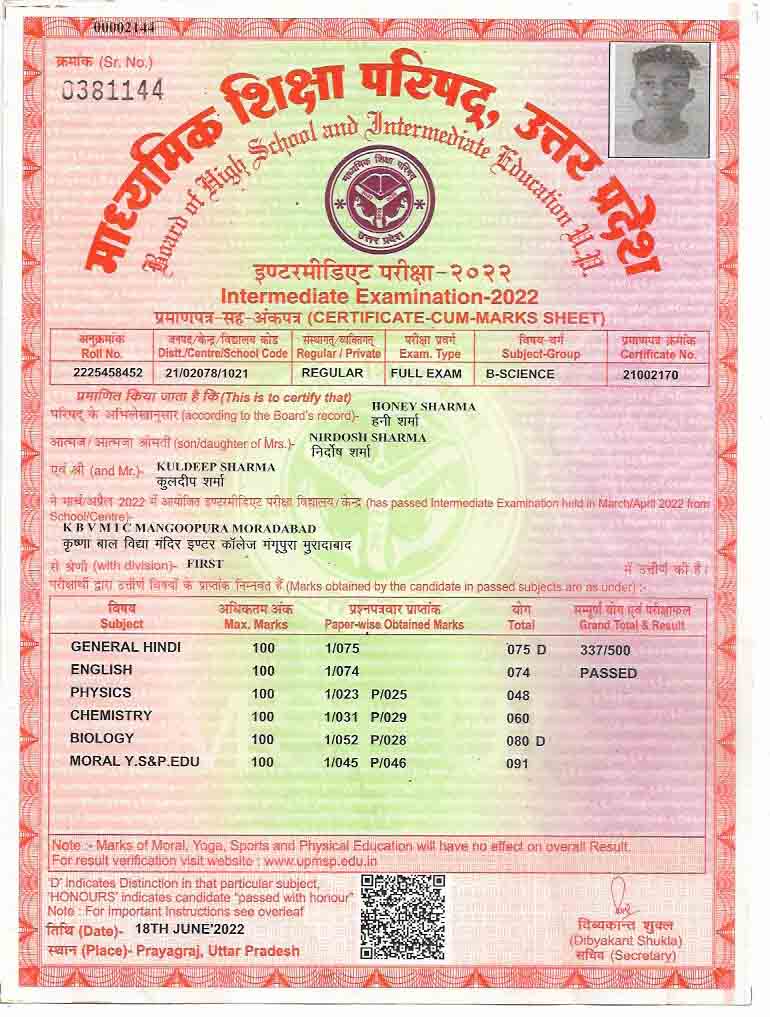 00002144
क्रमांक (Sr. No.)
0381144
माध्यमिक शिक्षा परिषद्, उत्तर प्रदेश
Board of High School and Intermediate Education U.P.
माध्यमिक शिक्षा परिषद्
उत्तर प्रदेश
इण्टरमीडिएट परीक्षा-२०२२
Intermediate Examination-2022
प्रमाणपत्र-सह-अंकपत्र (CERTIFICATE-CUM-MARKS SHEET)
अनुक्रमांक जनपद/केन्द्र/विद्यालय कोड संस्थागत/व्यक्तिगत परीक्षा प्रवर्ग विषय-वर्ग प्रमाणपत्र क्रमांक
Roll No. Distt./Centre/School Code Regular / Private Exam. Type Subject-Group Certificate No.
2225458452 21/02078/1021 REGULAR FULL EXAM B-SCIENCE 21002170
प्रमाणित किया जाता है कि (This is to certify that)
HONEY SHARMA
परिषद् के अभिलेखानुसार (according to the Board's record)- हनी शर्मा
NIRDOSH SHARMA
आत्मज/आत्मजा श्रीमती (son/daughter of Mrs.)- निर्दोष शर्मा
एवं श्री (and Mr.)- KULDEEP SHARMA
कुलदीप शर्मा
ने मार्च/अप्रैल 2022 में आयोजित इण्टरमीडिएट परीक्षा विद्यालय/केन्द्र (has passed Intermediate Examination held in March/April 2022 from
School/Centre)-
K B V M I C MANGOOPURA MORADABAD
कृष्णा बाल विद्या मंदिर इण्टर कॉलेज मंगूपुरा मुरादाबाद
से श्रेणी (with division)- FIRST में उत्तीर्ण की है।
परीक्षार्थी द्वारा उत्तीर्ण विषयों के प्राप्तांक निम्नवत् हैं (Marks obtained by the candidate in passed subjects are as under) :-
विषय अधिकतम अंक प्रश्नपत्रवार प्राप्तांक योग सम्पूर्ण योग एवं परीक्षाफल
Subject Max. Marks Paper-wise Obtained Marks Total Grand Total & Result
GENERAL HINDI 100 1/075 075 D 337/500
ENGLISH 100 1/074 074 PASSED
PHYSICS 100 1/023 P/025 048
CHEMISTRY 100 1/031 P/029 060
BIOLOGY 100 1/052 P/028 080 D
MORAL Y.S&P.EDU 100 1/045 P/046 091
Note :- Marks of Moral, Yoga, Sports and Physical Education will have no effect on overall Result.
For result verification visit website : www.upmsp.edu.in
'D' indicates Distinction in that particular subject,
'HONOURS' indicates candidate "passed with honour"
Note : For Important Instructions see overleaf
तिथि (Date)- 18TH JUNE'2022
स्थान (Place)- Prayagraj, Uttar Pradesh
दिब्यकान्त शुक्ल
(Dibyakant Shukla)
सचिव (Secretary)